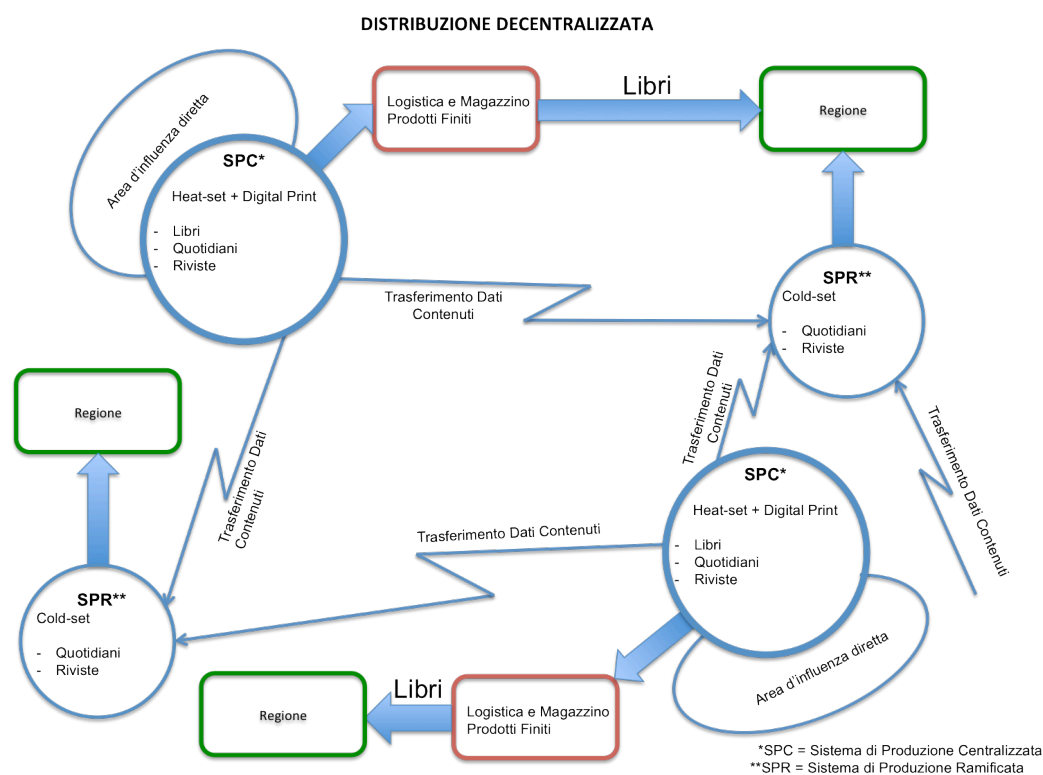 DISTRIBUZIONE DECENTRALIZZATA
Area d'influenza diretta
SPC*
Heat-set + Digital Print
- Libri
- Quotidiani
- Riviste
Logistica e Magazzino
Prodotti Finiti
Libri
Regione
SPR**
Cold-set
- Quotidiani
- Riviste
Trasferimento Dati
Contenuti
Trasferimento Dati
Contenuti
Trasferimento Dati
Contenuti
Trasferimento Dati Contenuti
Regione
SPR**
Cold-set
- Quotidiani
- Riviste
Trasferimento Dati Contenuti
SPC*
Heat-set + Digital Print
- Libri
- Quotidiani
- Riviste
Area d'influenza diretta
Logistica e Magazzino
Prodotti Finiti
Libri
Regione
*SPC = Sistema di Produzione Centralizzata
**SPR = Sistema di Produzione Ramificata